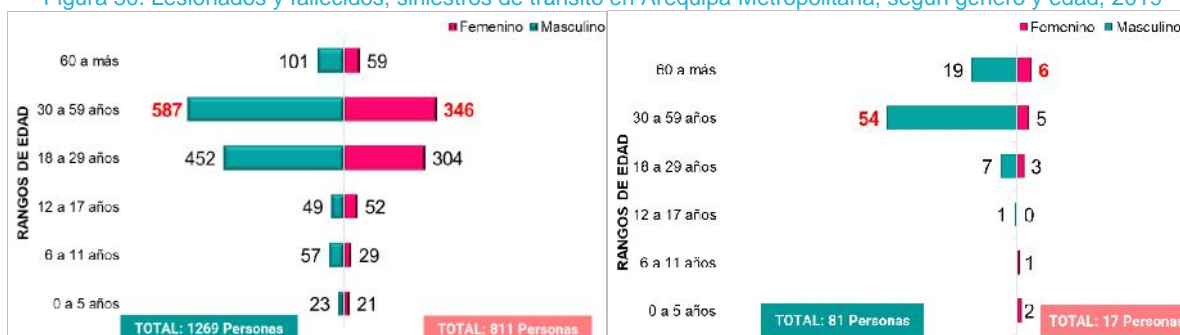 Figura 50. Lesionados y fallecidos, siniestros de tránsito en Arequipa Metropolitana, según género y edad, 2019
Femenino Masculino
60 a más 101 59
30 a 59 años 587 346
18 a 29 años 452 304
12 a 17 años 49 52
6 a 11 años 57 29
0 a 5 años 23 21
RANGOS DE EDAD
TOTAL: 1269 Personas TOTAL: 811 Personas
Femenino Masculino
60 a más 19 6
30 a 59 años 54 5
18 a 29 años 7 3
12 a 17 años 1 0
6 a 11 años 1
0 a 5 años 2
RANGOS DE EDAD
TOTAL: 81 Personas TOTAL: 17 Personas